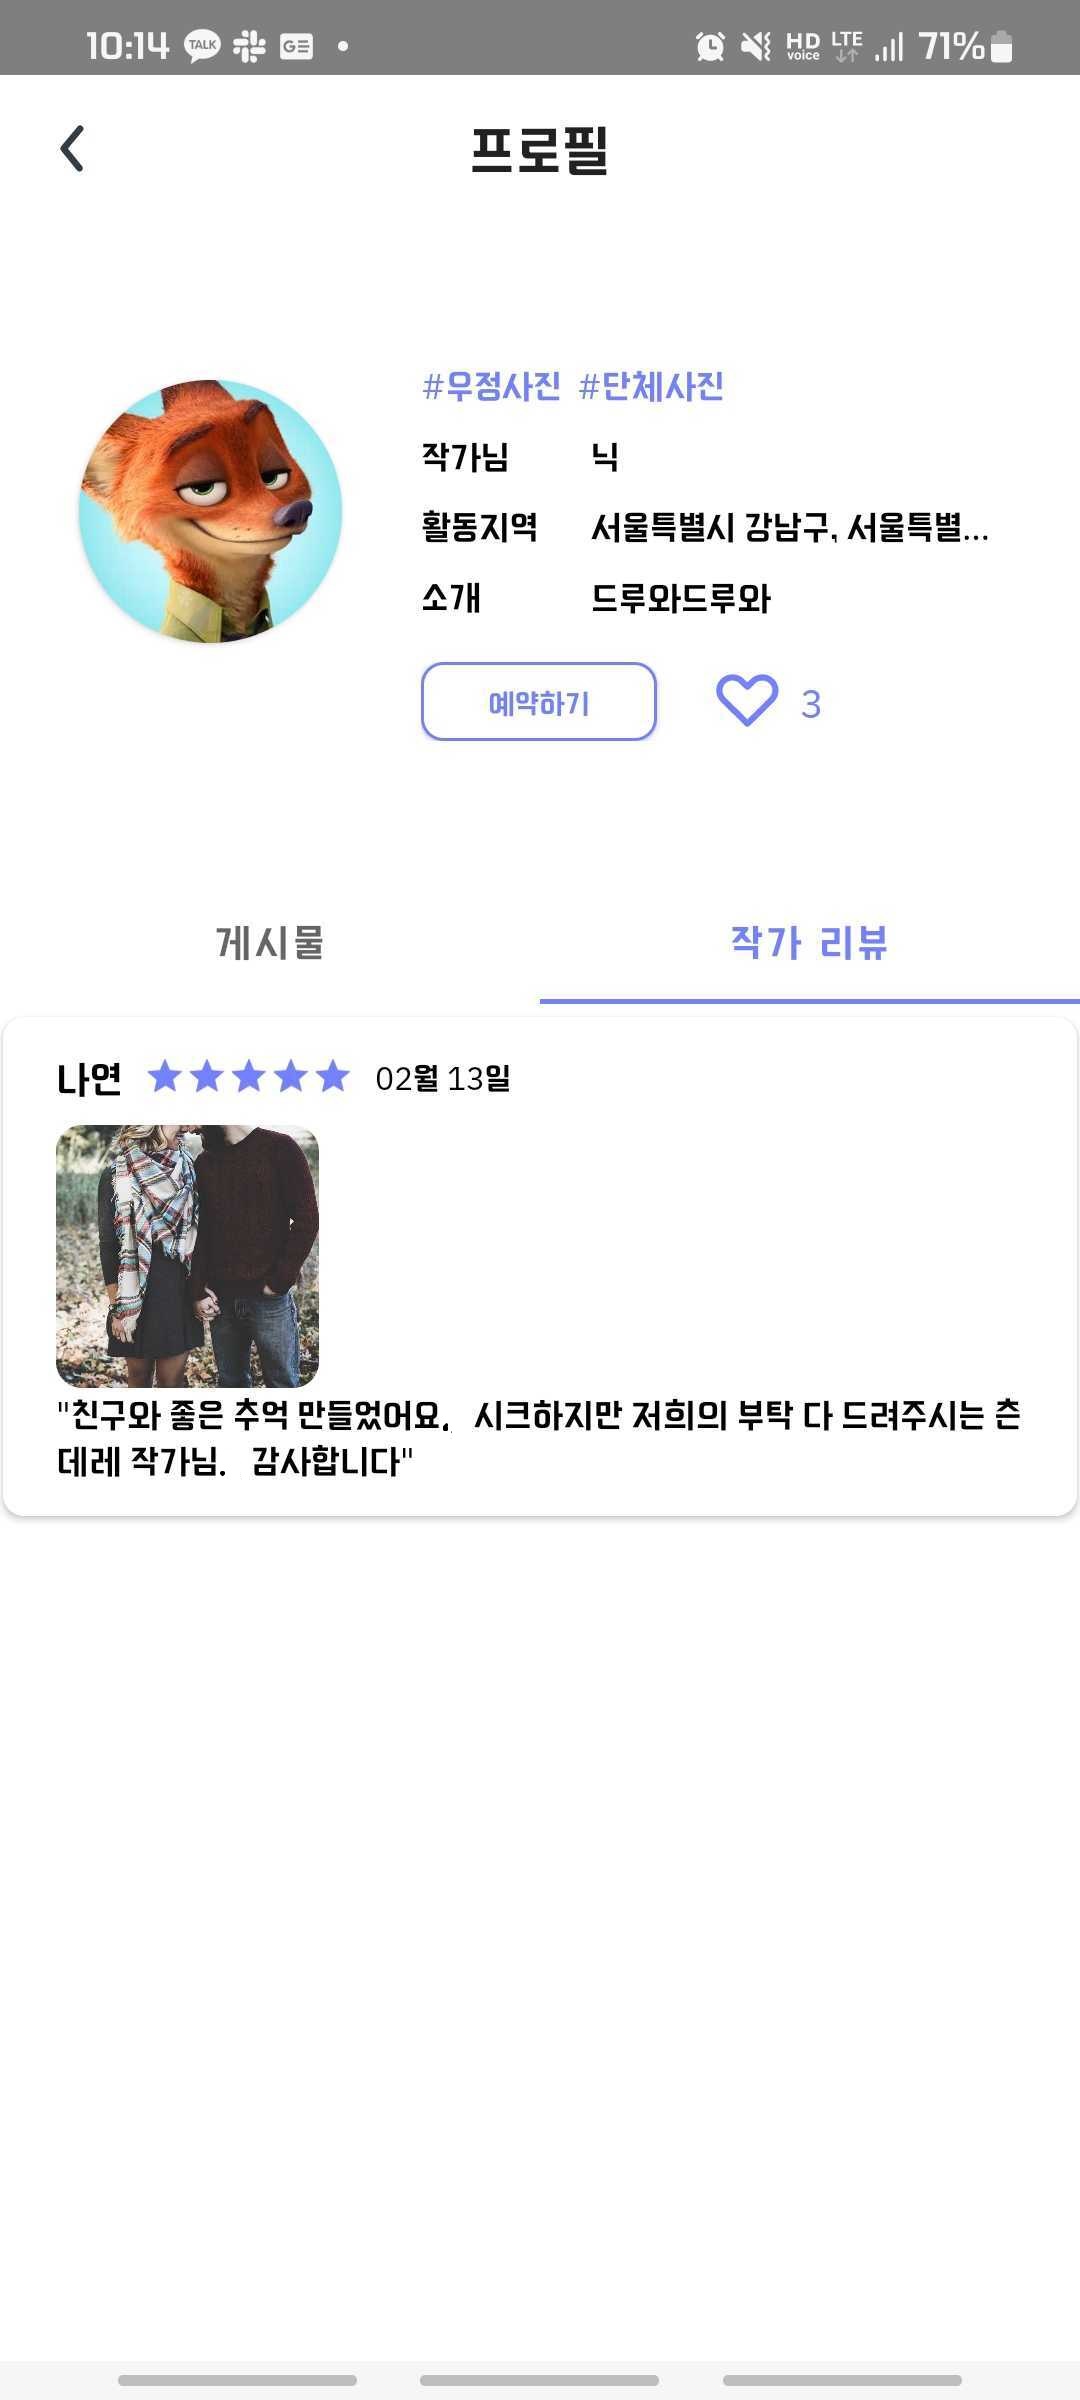 10:14 TALK GE HD voice LTE 71%
프로필
#우정사진 #단체사진
작가님 닉
활동지역 서울특별시 강남구, 서울특별...
소개 드루와드루와
예약하기 3
게시물 작가 리뷰
나연 02월 13일
"친구와 좋은 추억 만들었어요, 시크하지만 저희의 부탁 다 드려주시는 츤
데레 작가님. 감사합니다"